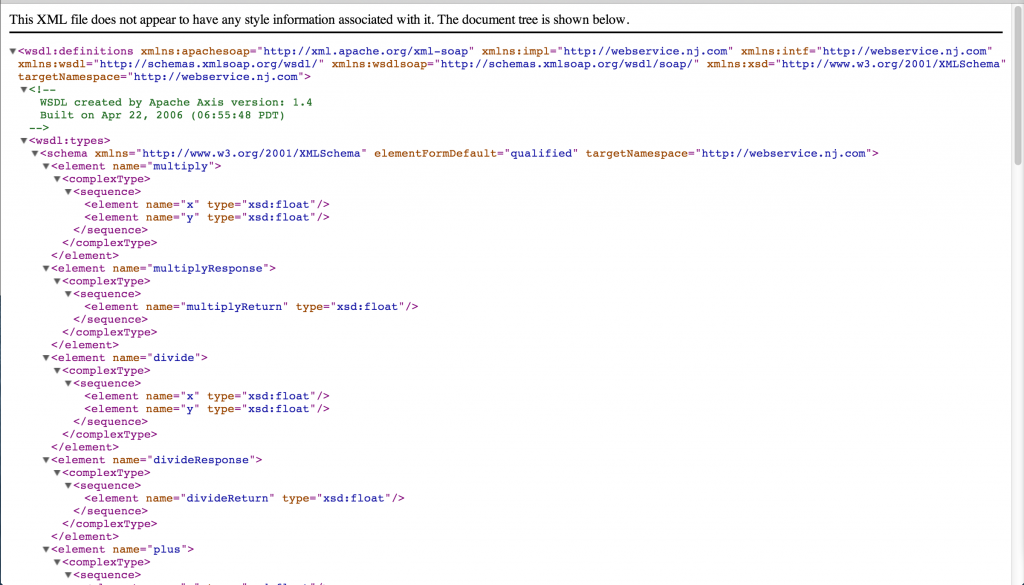 This XML file does not appear to have any style information associated with it. The document tree is shown below.
▼<wsdl:definitions xmlns:apachesoap="http://xml.apache.org/xml-soap" xmlns:impl="http://webservice.nj.com" xmlns:intf="http://webservice.nj.com"
xmlns:wsdl="http://schemas.xmlsoap.org/wsdl/" xmlns:wsdlsoap="http://schemas.xmlsoap.org/wsdl/soap/" xmlns:xsd="http://www.w3.org/2001/XMLSchema"
targetNamespace="http://webservice.nj.com">
▼<!--
WSDL created by Apache Axis version: 1.4
Built on Apr 22, 2006 (06:55:48 PDT)
-->
▼<wsdl:types>
▼<schema xmlns="http://www.w3.org/2001/XMLSchema" elementFormDefault="qualified" targetNamespace="http://webservice.nj.com">
▼<element name="multiply">
▼<complexType>
▼<sequence>
<element name="x" type="xsd:float"/>
<element name="y" type="xsd:float"/>
</sequence>
</complexType>
</element>
▼<element name="multiplyResponse">
▼<complexType>
▼<sequence>
<element name="multiplyReturn" type="xsd:float"/>
</sequence>
</complexType>
</element>
▼<element name="divide">
▼<complexType>
▼<sequence>
<element name="x" type="xsd:float"/>
<element name="y" type="xsd:float"/>
</sequence>
</complexType>
</element>
▼<element name="divideResponse">
▼<complexType>
▼<sequence>
<element name="divideReturn" type="xsd:float"/>
</sequence>
</complexType>
</element>
▼<element name="plus">
▼<complexType>
▼<sequence>